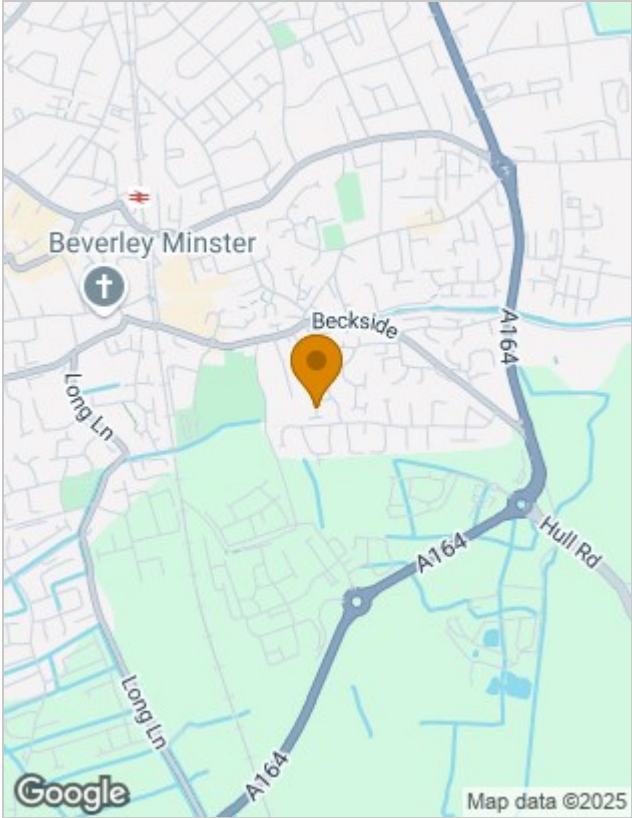 Beverley Minster
Beckside
A164
Long Ln
A164
Hull Rd
Long Ln
A164
Google
Map data ©2025